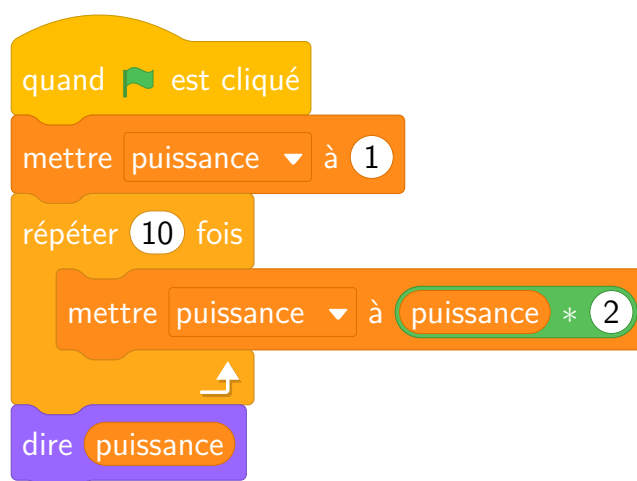 quand est cliqué
mettre puissance à 1
répéter 10 fois
mettre puissance à puissance * 2
dire puissance